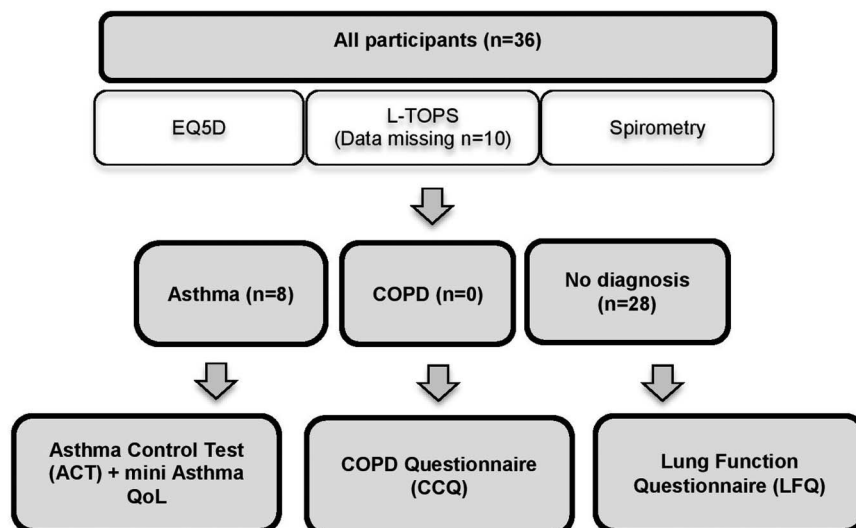 All participants (n=36)
EQ5D
L-TOPS
(Data missing n=10)
Spirometry
Asthma (n=8)
COPD (n=0)
No diagnosis
(n=28)
Asthma Control Test
(ACT) + mini Asthma
QoL
COPD Questionnaire
(CCQ)
Lung Function
Questionnaire (LFQ)